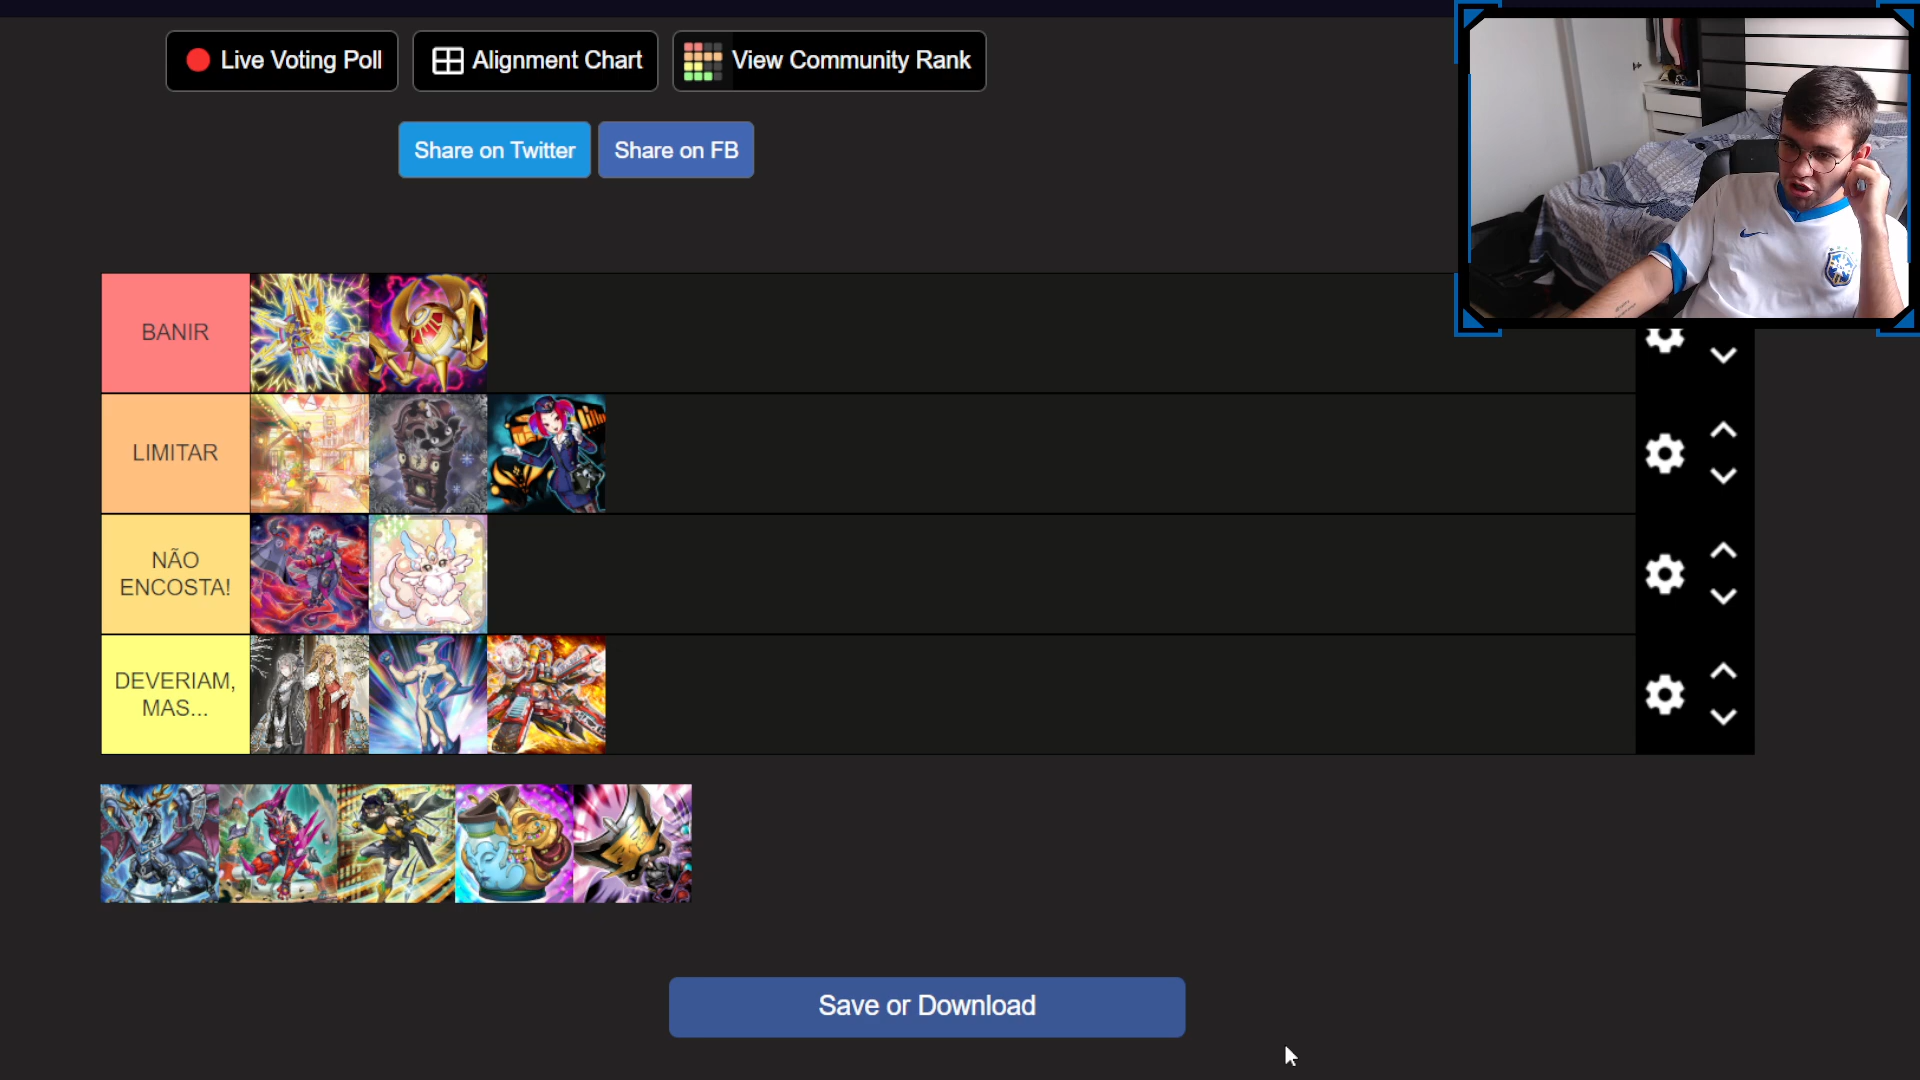 Live Voting Poll
Alignment Chart
View Community Rank
Share on Twitter
Share on FB
BANIR
LIMITAR
NÃO
ENCOSTA!
DEVERIAM,
MAS...
Save or Download